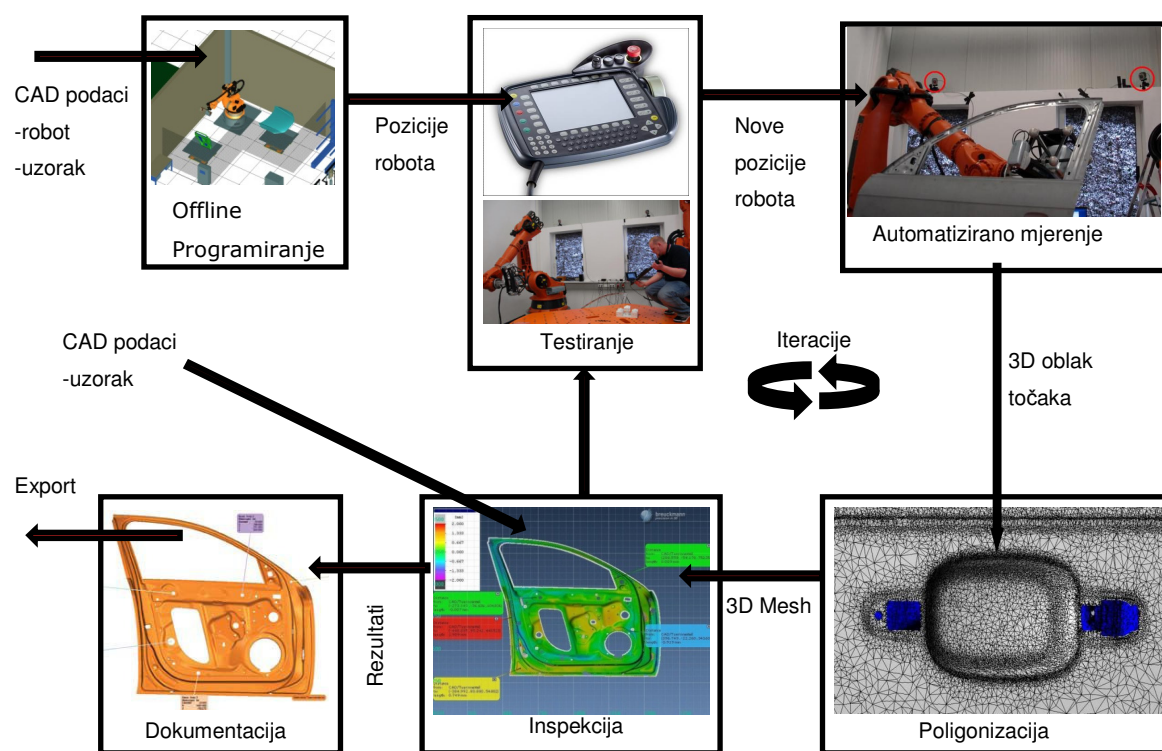 CAD podaci
-robot
-uzorak
Offline
Programiranje
Pozicije
robota
Testiranje
Nove
pozicije
robota
Automatizirano mjerenje
CAD podaci
-uzorak
Iteracije
3D oblak
točaka
Export
Dokumentacija
Rezultati
Inspekcija
3D Mesh
Poligonizacija